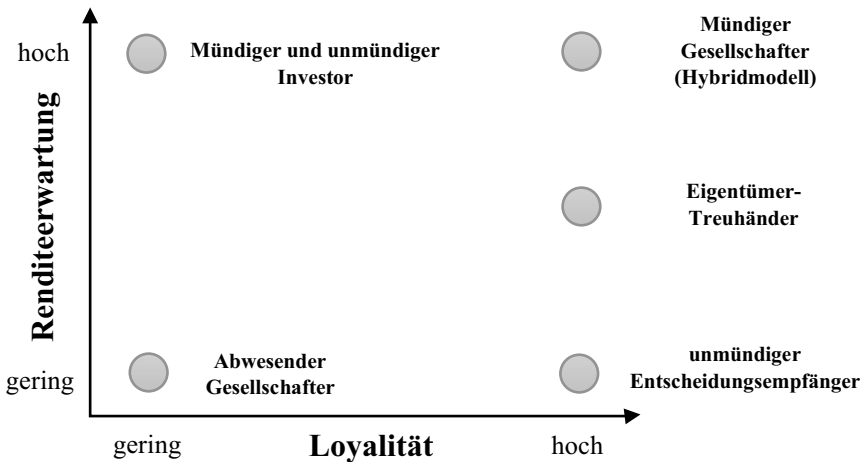 hoch
Mündiger und unmündiger
Investor
Mündiger
Gesellschafter
(Hybridmodell)
Renditeerwartung
Eigentümer-
Treuhänder
gering
Abwesender
Gesellschafter
unmündiger
Entscheidungsempfänger
gering
Loyalität
hoch